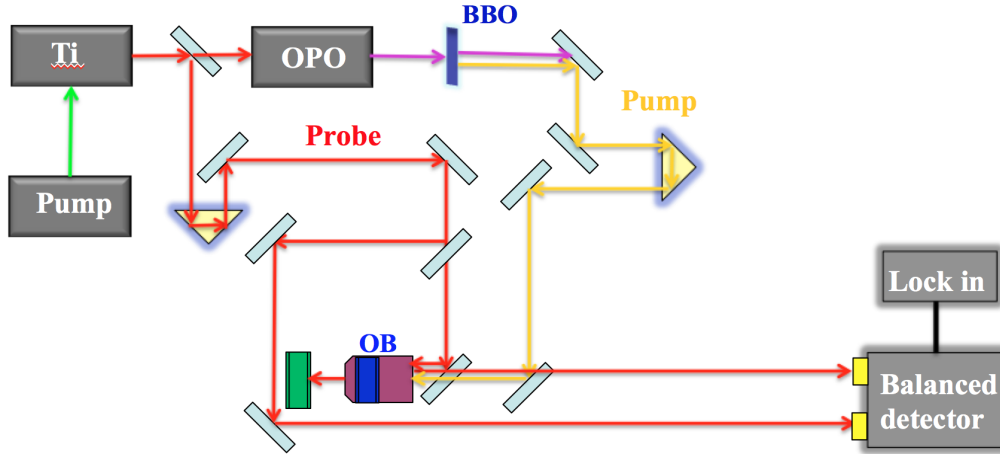 BBO
Ti
OPO
Pump
Probe
Pump
Lock in
OB
Balanced
detector